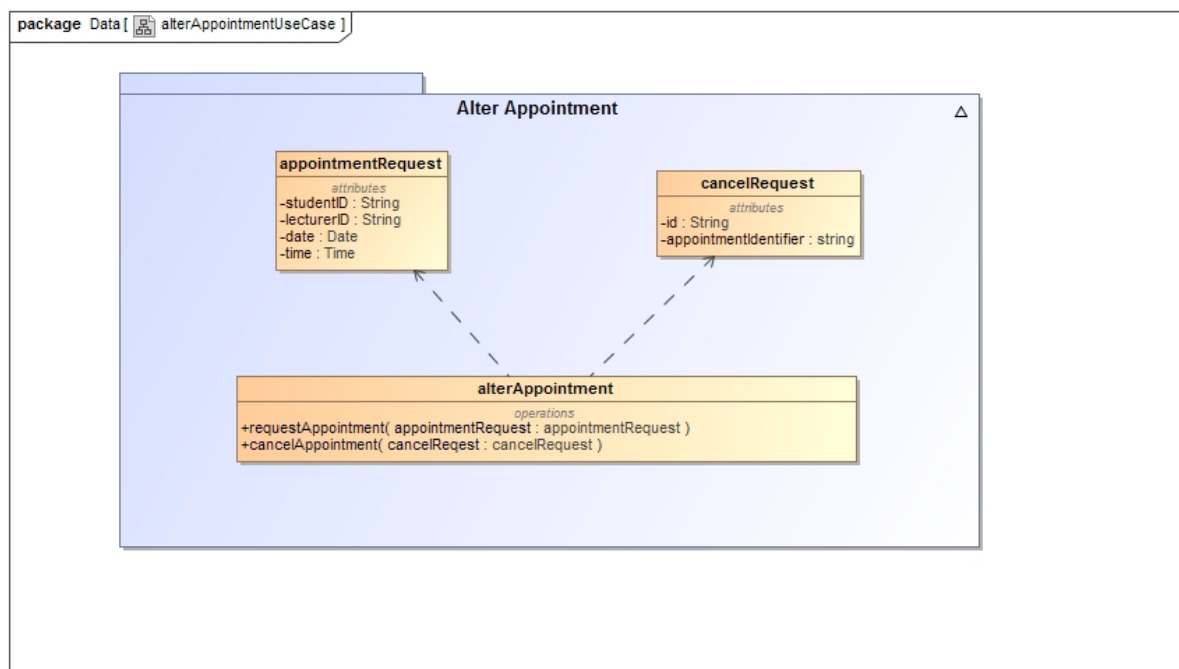 package Data [ alterAppointmentUseCase ]
Alter Appointment
appointmentRequest
attributes
-studentID : String
-lecturerID : String
-date : Date
-time : Time
cancelRequest
attributes
-id : String
-appointmentIdentifier : string
alterAppointment
operations
+requestAppointment( appointmentRequest : appointmentRequest )
+cancelAppointment( cancelReqest : cancelRequest )